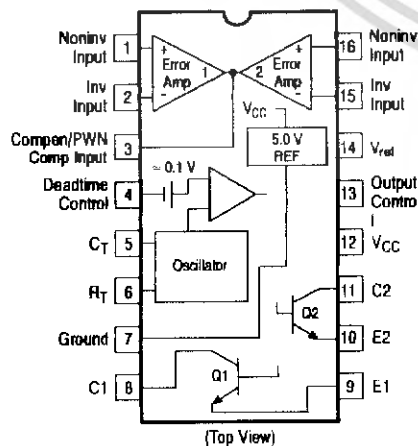 Noninv Input
1
+
Error Amp
1
-
Inv Input
2
Compen/PWN Comp Input
3
≃ 0.1 V
Deadtime Control
4
CT
5
RT
6
Oscillator
Ground
7
C1
8
Q1
2
Error Amp
+
-
16
Noninv Input
15
Inv Input
VCC
5.0 V REF
14
Vref
13
Output Contro l
12
VCC
11
C2
Q2
10
E2
9
E1
(Top View)